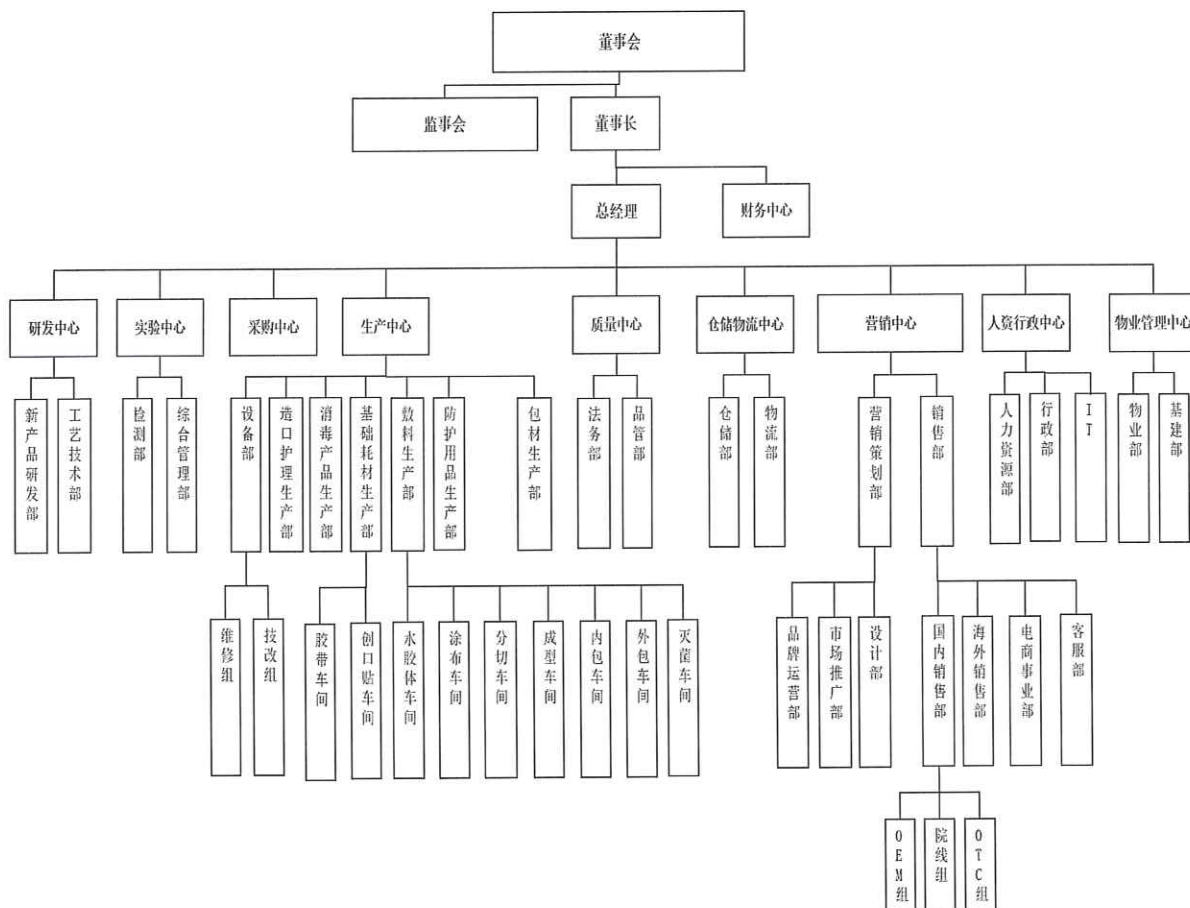 董事会
监事会
董事长
总经理
财务中心
研发中心
实验中心
采购中心
生产中心
质量中心
仓储物流中心
营销中心
人资行政中心
物业管理中心
新产品研发部
工艺技术部
检测部
综合管理部
设备部
造口护理生产部
消毒产品生产部
基础耗材生产部
敷料生产部
防护用品生产部
包材生产部
法务部
品管部
仓储部
物流部
营销策划部
销售部
人力资源部
行政部
IT
物业部
基建部
维修组
技改组
胶带车间
创口贴车间
水胶体车间
涂布车间
分切车间
成型车间
内包车间
外包车间
灭菌车间
品牌运营部
市场推广部
设计部
国内销售部
海外销售部
电商事业部
客服部
OEM组
院线组
OTC组